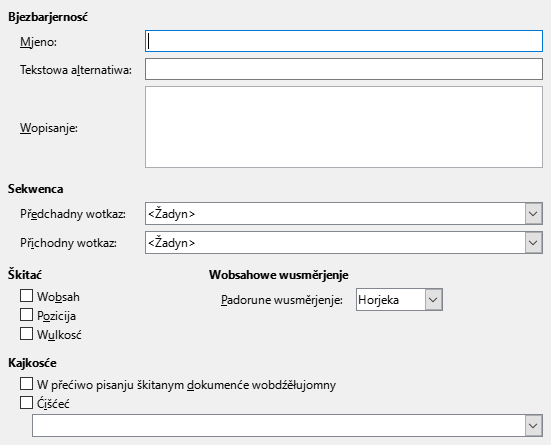 Bjezbarjernosć
Mjeno:
Tekstowa alternatiwa:
Wopisanje:
Sekwenca
Předchadny wotkaz: <Žadyn>
Přichodny wotkaz: <Žadyn>
Škitać
Wobsah
Pozicija
Wulkosć
Wobsahowe wusměrjenje
Padorune wusměrjenje: Horjeka
Kajkosće
W přećiwo pisanju škitanym dokumenće wobdźěłujomny
Ćišćeć